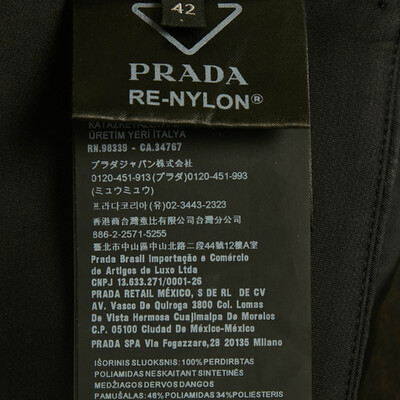 42
PRADA
RE-NYLON®
ÜRETİM YERİ İTALYA
RN.98339 - CA.34767
プラダジャパン株式会社
0120-451-913(プラダ)0120-451-993
(ミュウミュウ)
프라다코리아(유)02-3443-2323
香港商台灣壹比有限公司台灣分公司
886-2-2571-5255
臺北市中山區中山北路二段44號12樓
Prada Brasil Importação e Comércio
de Artigos de Luxo Ltda
CNPJ 13.633.271/0001-26
PRADA RETAIL MÉXICO, S DE RL DE CV
AV. Vasco De Quiroga 3800 Col. Lomas
De Vista Hermosa Cuajimalpa De Morelos
C.P. 05100 Ciudad De México-México
PRADA SPA Via Fogazzaro,28 20135 Milano
IŠORINIS SLUOKSNIS: 100% PERDIRBTAS
POLIAMIDAS NESKAITANT SINTETINĖS
MEDŽIAGOS DERVOS DANGOS
PAMUŠALAS: 46% POLIAMIDAS 34% POLIESTERIS